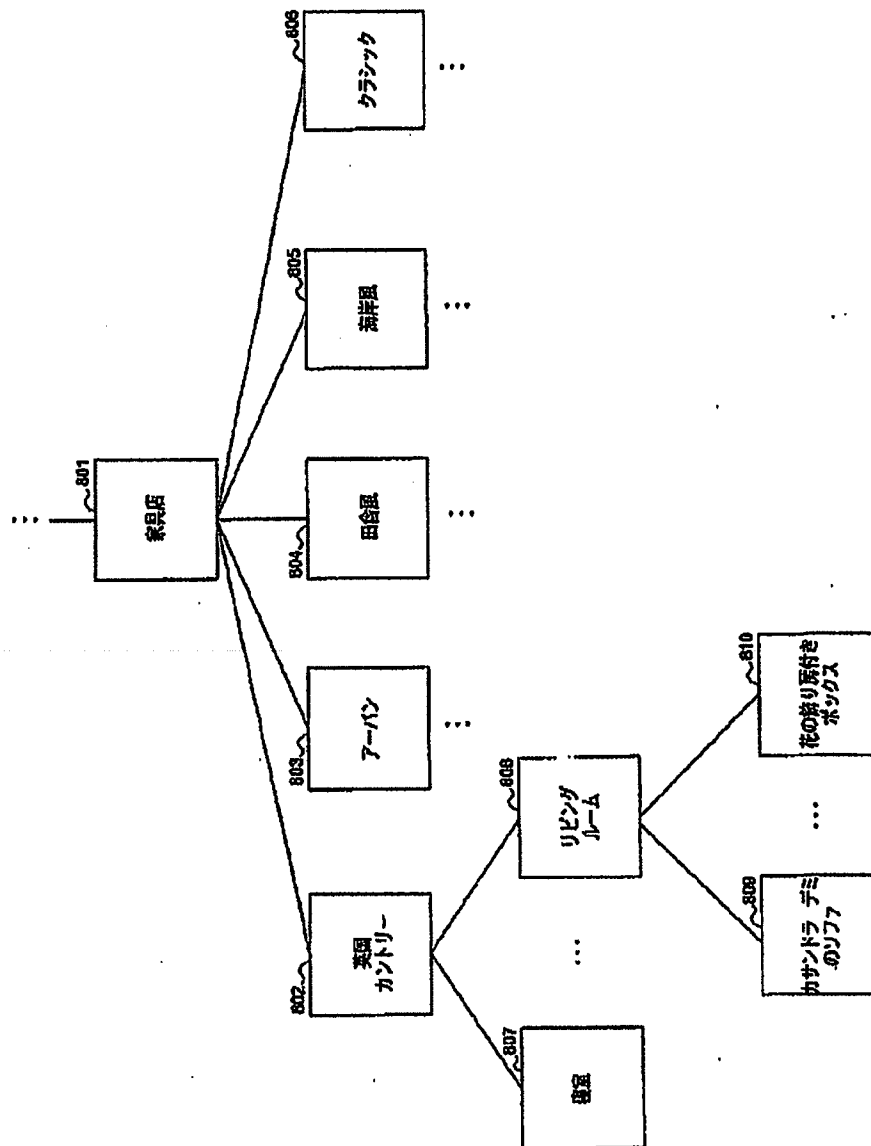 801
家具店
802
英国
カントリー
803
アーバン
804
田舎風
805
海岸風
806
クラシック
807
寝室
808
リビング
ルーム
809
カサンドラ デミ
のソファ
810
花の飾り房付き
ボックス